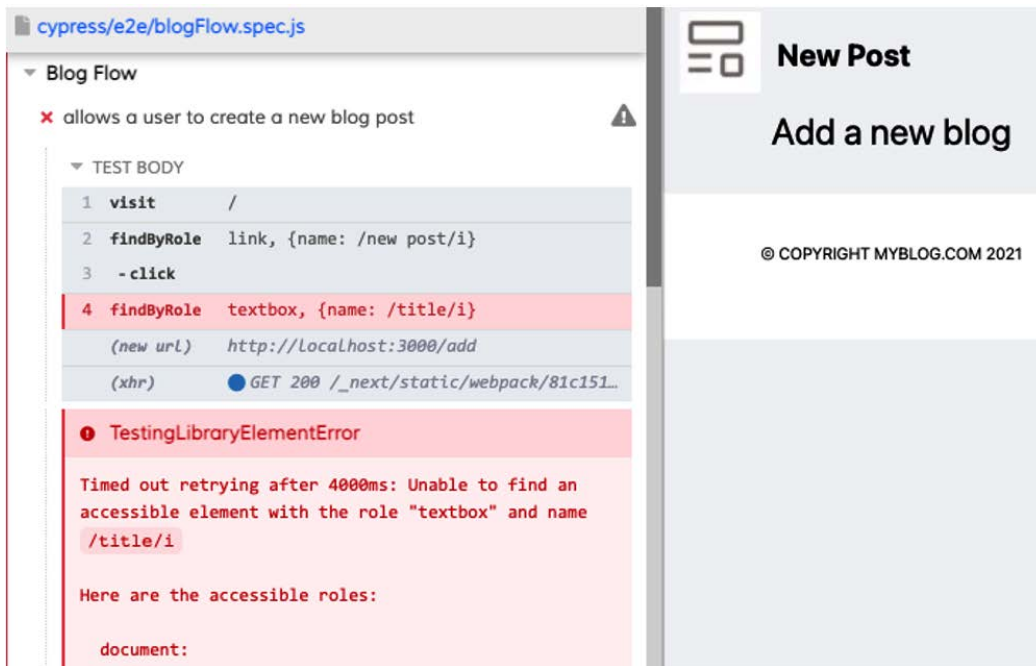 cypress/e2e/blogFlow.spec.js
Blog Flow
× allows a user to create a new blog post
TEST BODY
1 visit /
2 findByRole link, {name: /new post/i}
3 - click
4 findByRole textbox, {name: /title/i}
(new url) http://localhost:3000/add
(xhr) GET 200 /_next/static/webpack/81c151…
TestingLibraryElementError
Timed out retrying after 4000ms: Unable to find an
accessible element with the role "textbox" and name
/title/i
Here are the accessible roles:
document:
New Post
Add a new blog
© COPYRIGHT MYBLOG.COM 2021